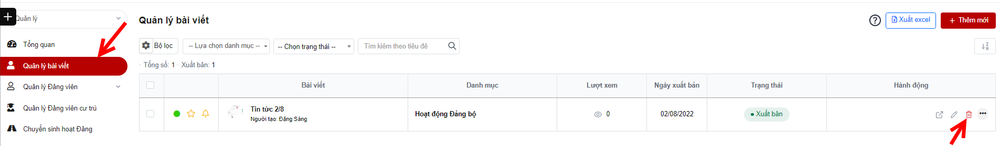 Quản lý
Tổng quan
Quản lý bài viết
Quản lý Đảng viên
Quản lý Đảng viên cư trú
Chuyển sinh hoạt Đảng
Quản lý bài viết
? Xuất excel + Thêm mới
Bộ lọc -- Lựa chọn danh mục -- -- Chọn trạng thái -- Tìm kiếm theo tiêu đề
Tổng số: 1 Xuất bản: 1
Bài viết Danh mục Lượt xem Ngày xuất bản Trạng thái Hành động
Tin tức 2/8
Người tạo: Đặng Sáng
Hoạt động Đảng bộ 0 02/08/2022 Xuất bản